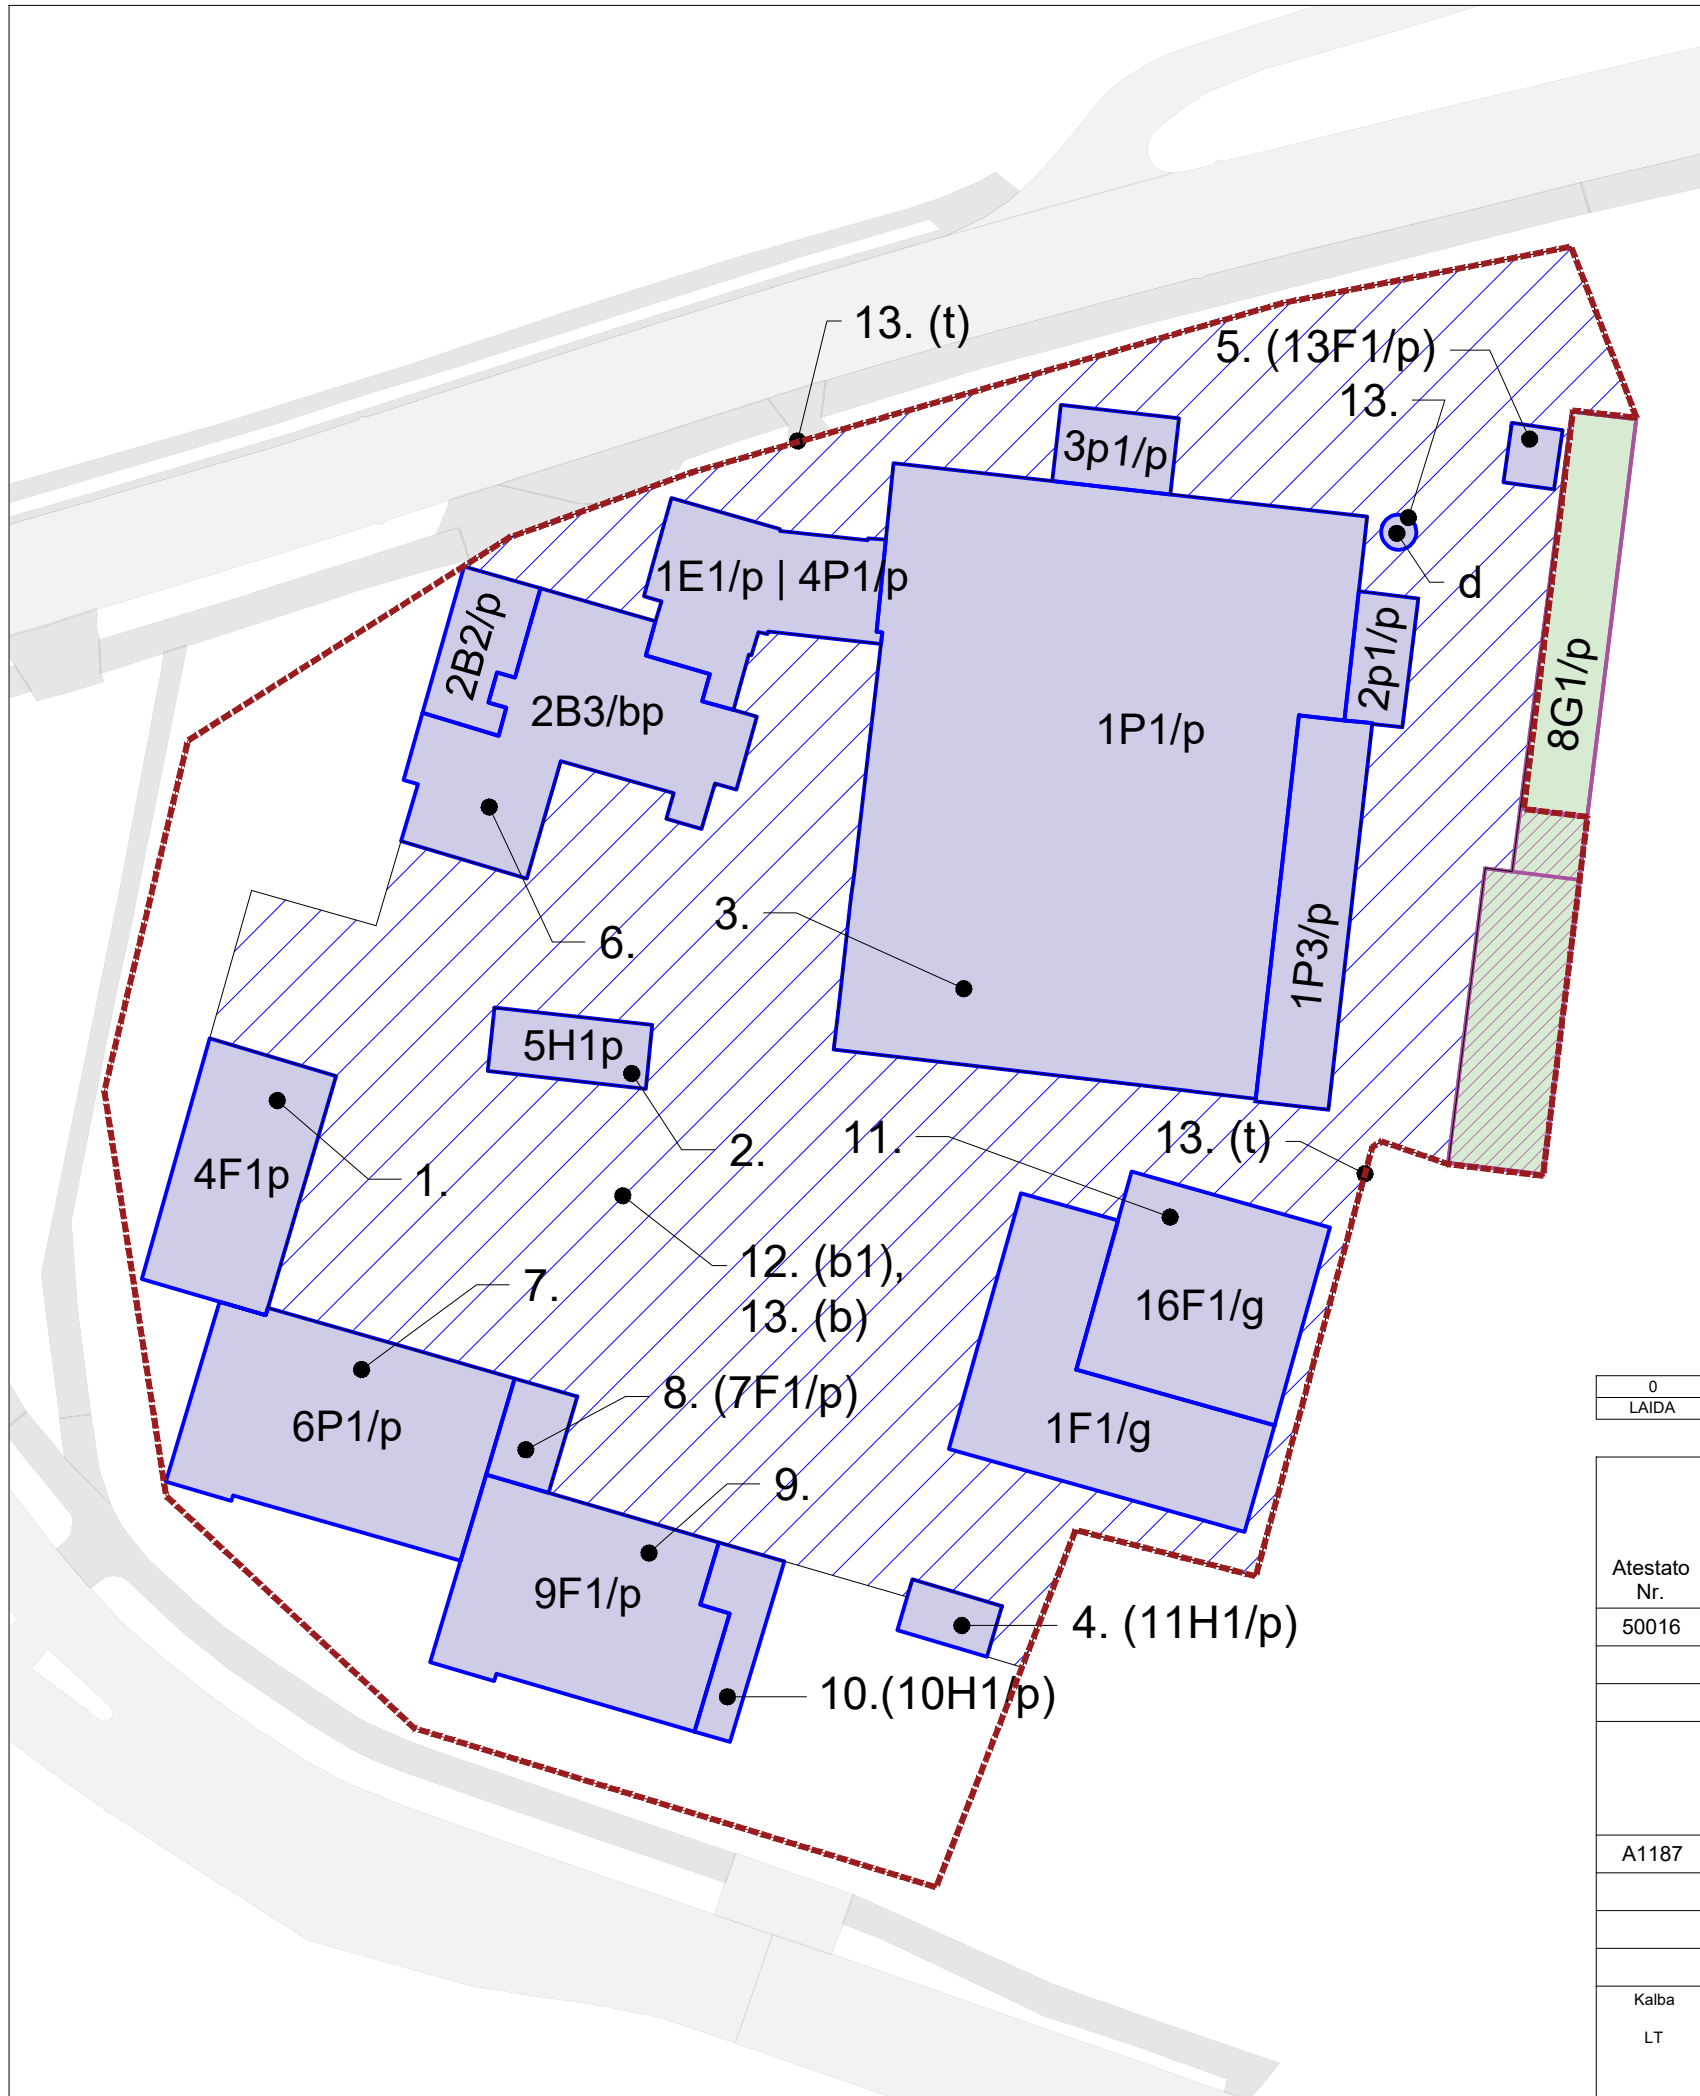 13. (t)
5. (13F1/p)
13.
3p1/p
d
1E1/p | 4P1/p
2B2/p
2B3/bp
1P1/p
2p1/p
8G1/p
3.
6.
1P3/p
5H1p
2.
11.
13. (t)
4F1p
1.
12. (b1),
13. (b)
7.
16F1/g
8. (7F1/p)
6P1/p
1F1/g
9.
9F1/p
4. (11H1/p)
10.(10H1/p)
0
LAIDA
Atestato
Nr.
50016
A1187
Kalba
LT